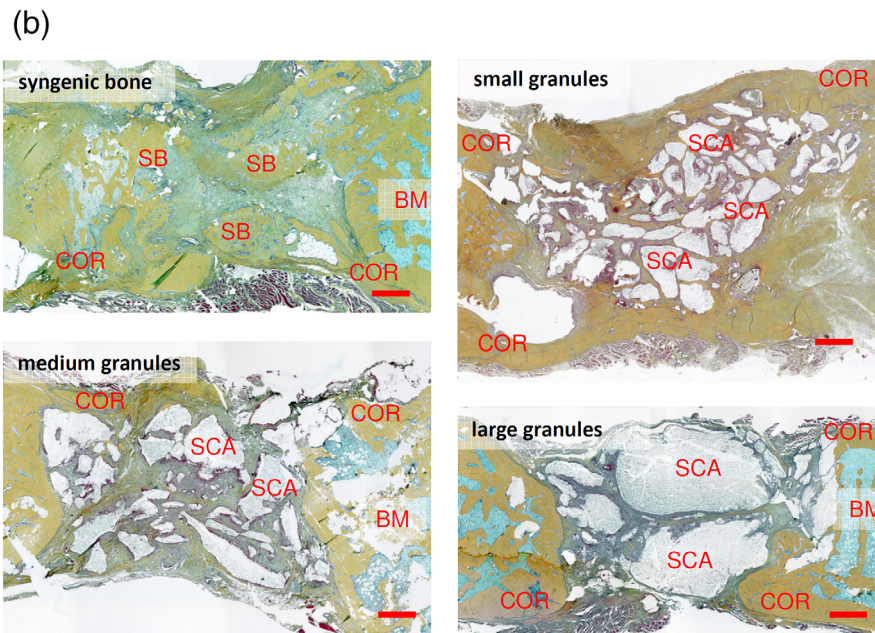 (b)
syngenic bone
SB
SB
BM
SB
COR
COR
small granules
COR
COR
SCA
SCA
SCA
COR
medium granules
COR
COR
SCA
SCA
BM
large granules
COR
SCA
BM
SCA
COR
COR